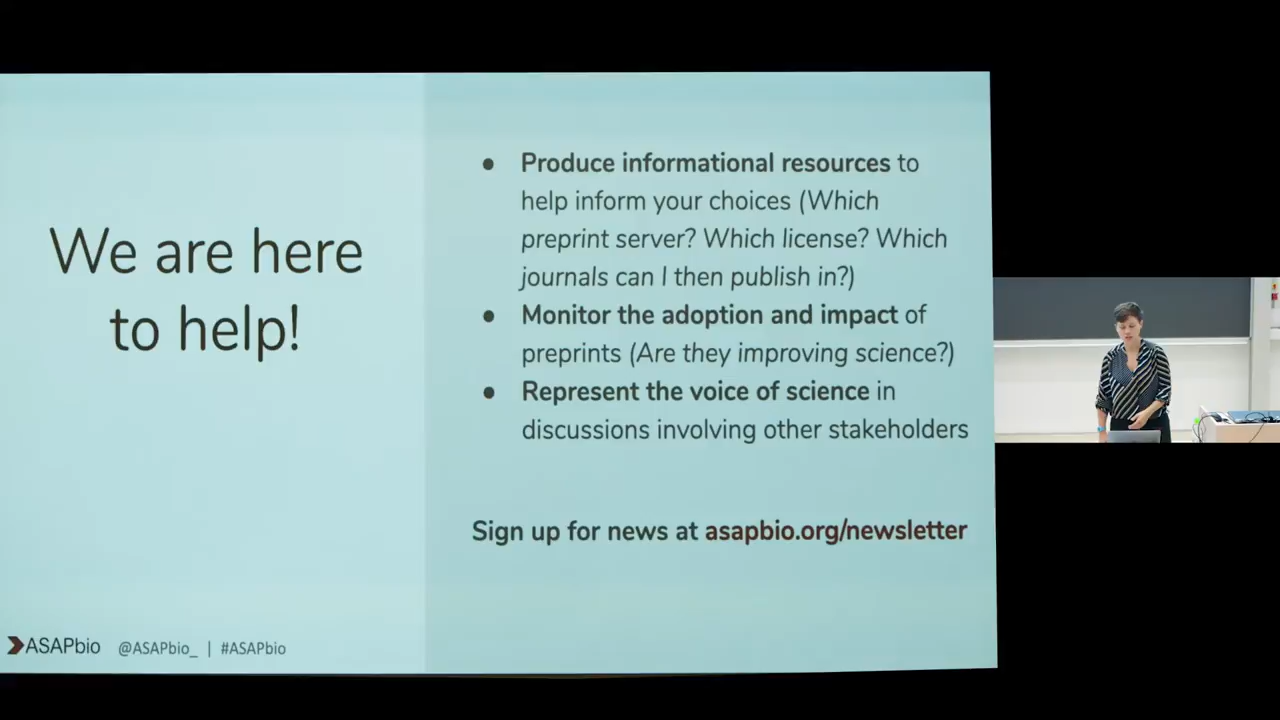 We are here
to help!
● Produce informational resources to
help inform your choices (Which
preprint server? Which license? Which
journals can I then publish in?)
● Monitor the adoption and impact of
preprints (Are they improving science?)
● Represent the voice of science in
discussions involving other stakeholders
Sign up for news at asapbio.org/newsletter
ASAPbio @ASAPbio_ | #ASAPbio